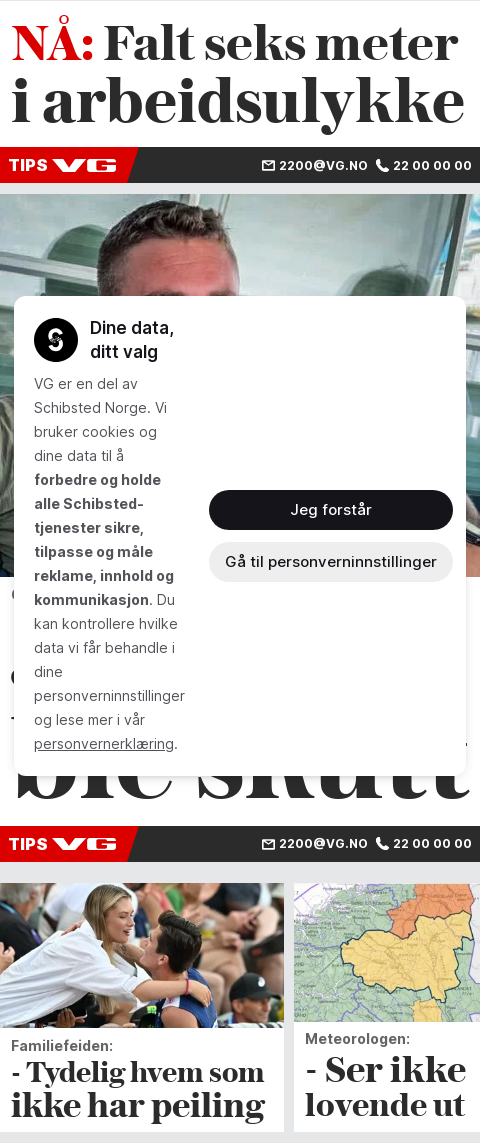 NÅ: Falt seks meter
i arbeidsulykke
TIPS VG
2200@VG.NO 22 00 00 00
Dine data,
ditt valg
VG er en del av
Schibsted Norge. Vi
bruker cookies og
dine data til å
forbedre og holde
alle Schibsted-
tjenester sikre,
tilpasse og måle
reklame, innhold og
kommunikasjon. Du
kan kontrollere hvilke
data vi får behandle i
dine
personverninnstillinger
og lese mer i vår
personvernerklæring.
Jeg forstår
Gå til personverninnstillinger
ble skutt
TIPS VG
2200@VG.NO 22 00 00 00
Familiefeiden:
- Tydelig hvem som
ikke har peiling
Meteorologen:
- Ser ikke
lovende ut